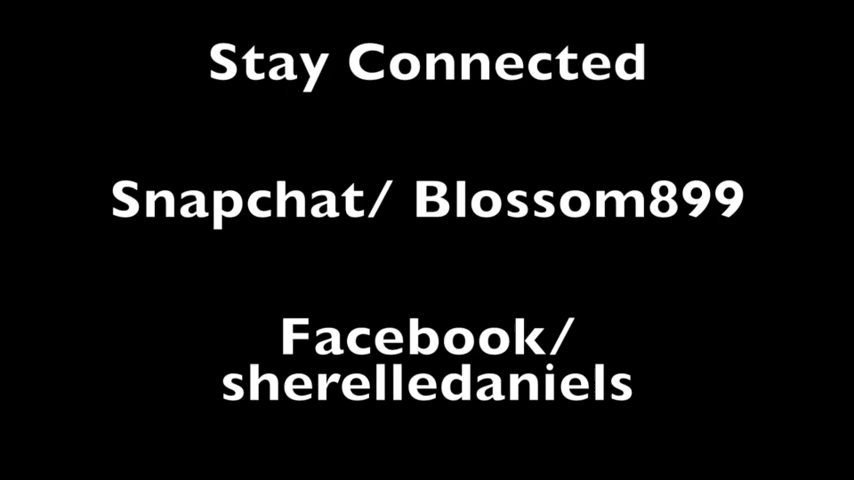 Stay Connected
Snapchat/ Blossom899
Facebook/
sherelledaniels